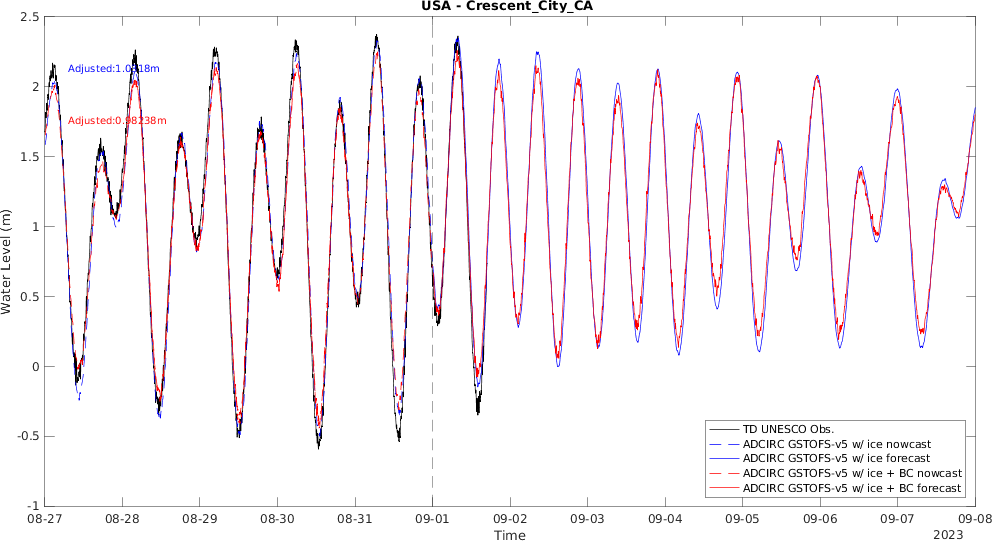 USA - Crescent_City_CA
2.5
2
1.5
1
0.5
0
-0.5
-1
Water Level (m)
Adjusted:0.98238m
TD UNESCO Obs.
ADCIRC GSTOFS-v5 w/ ice nowcast
ADCIRC GSTOFS-v5 w/ ice forecast
ADCIRC GSTOFS-v5 w/ ice + BC nowcast
ADCIRC GSTOFS-v5 w/ ice + BC forecast
08-27 08-28 08-29 08-30 08-31 09-01 09-02 09-03 09-04 09-05 09-06 09-07 09-08
Time
2023